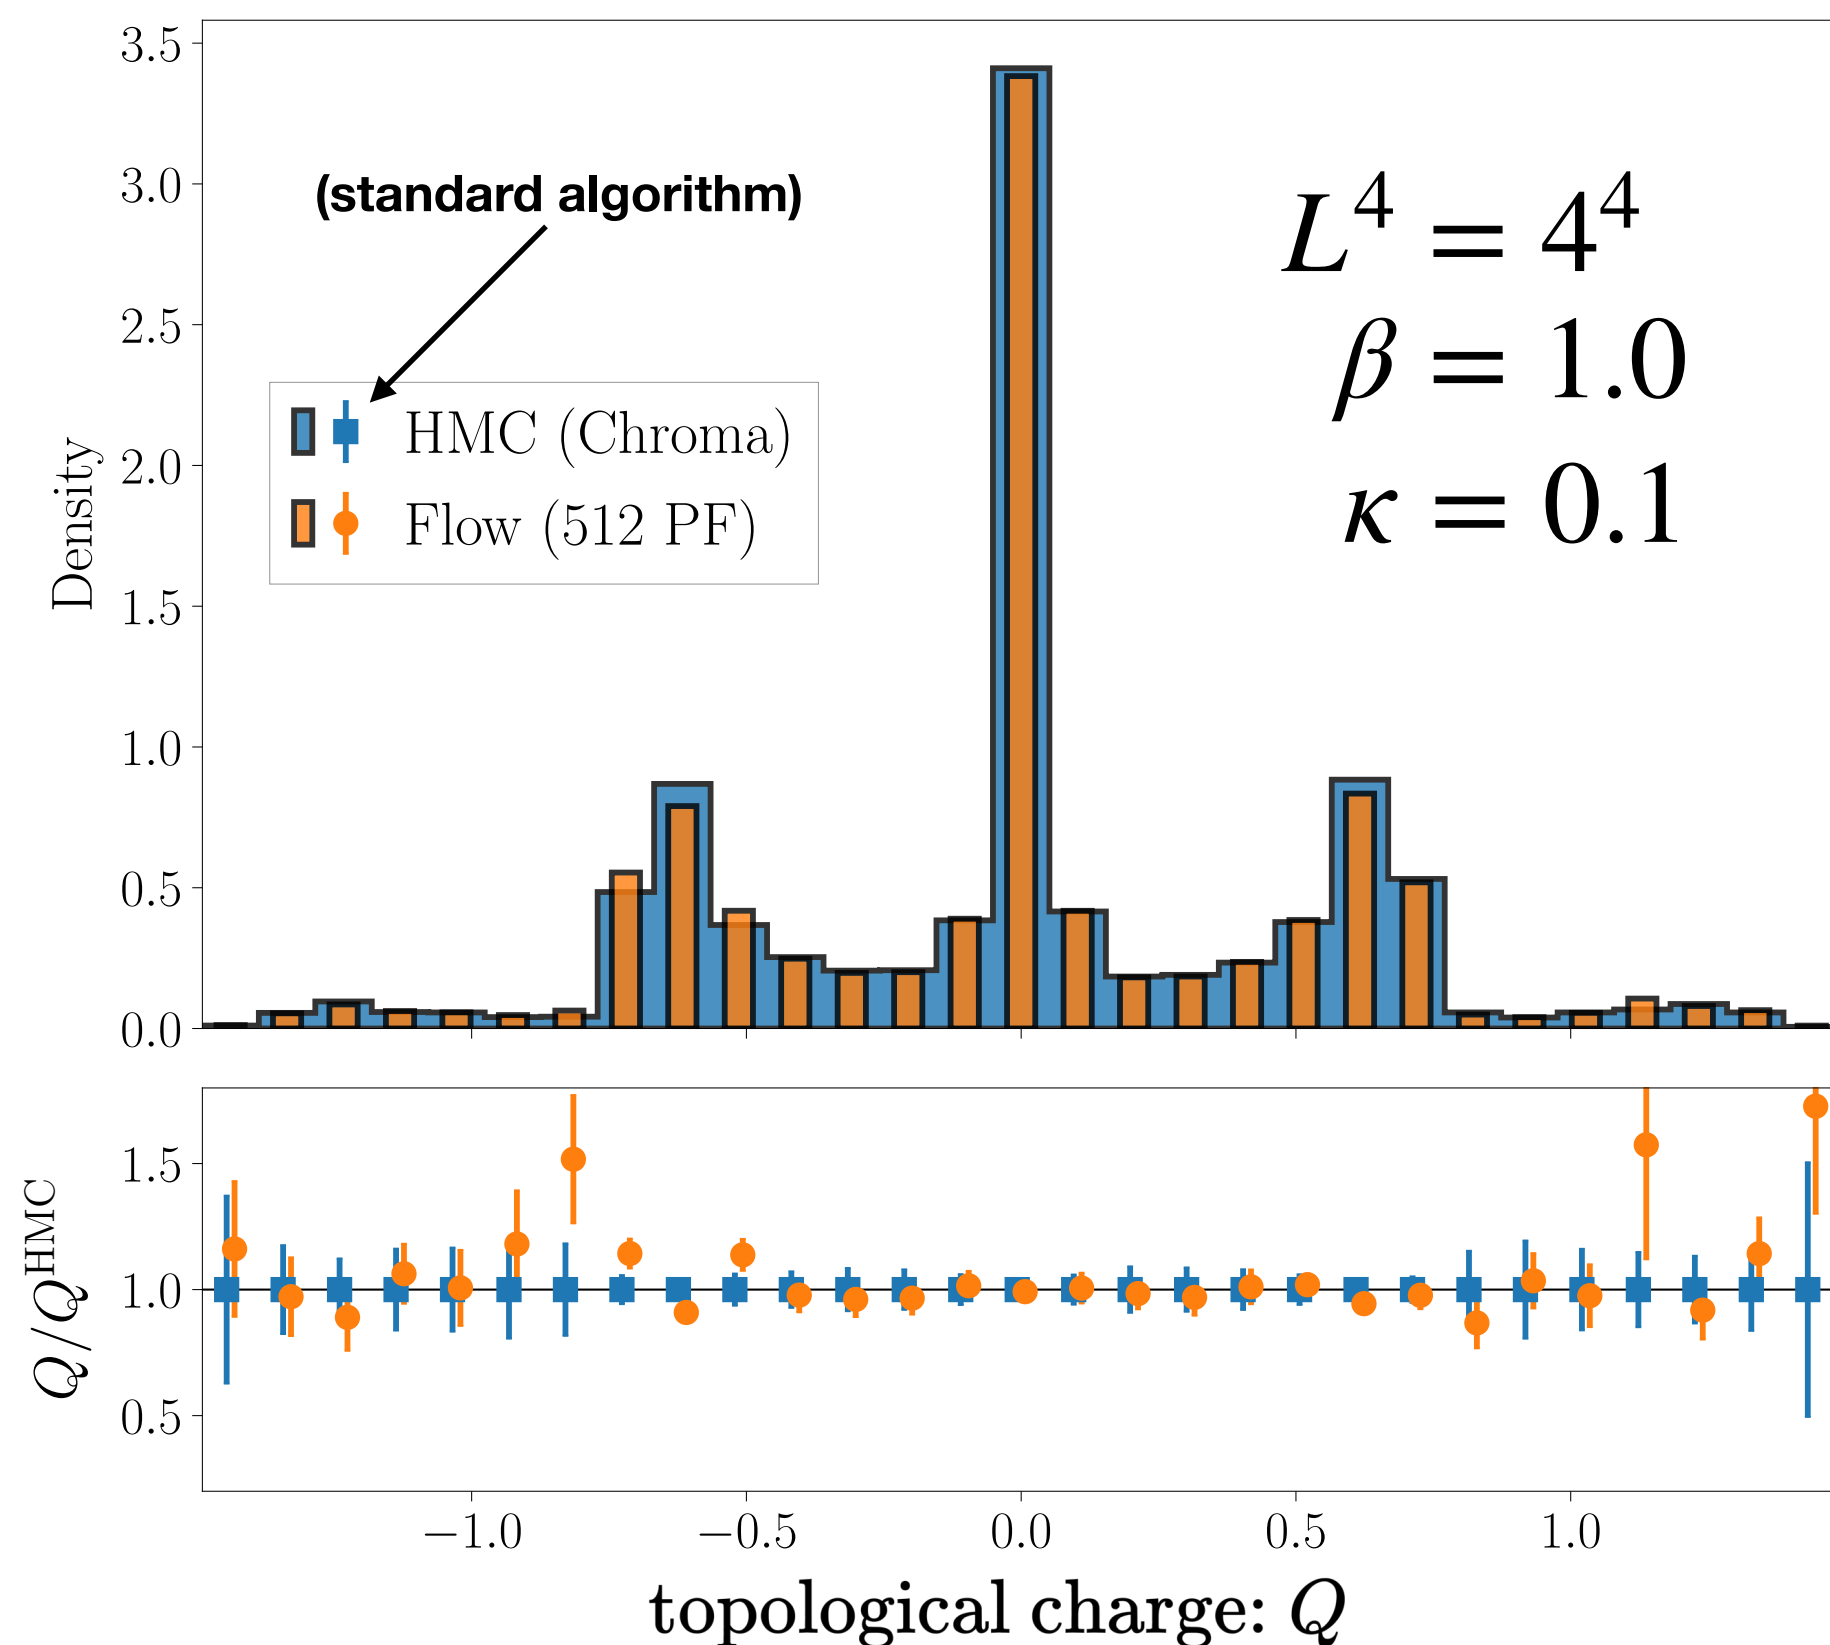 3.5
3.0
2.5
2.0
1.5
1.0
0.5
0.0
Density
(standard algorithm)
HMC (Chroma)
Flow (512 PF)
L⁴ = 4⁴
β = 1.0
κ = 0.1
1.5
1.0
0.5
Q/Q^HMC
−1.0 −0.5 0.0 0.5 1.0
topological charge: Q